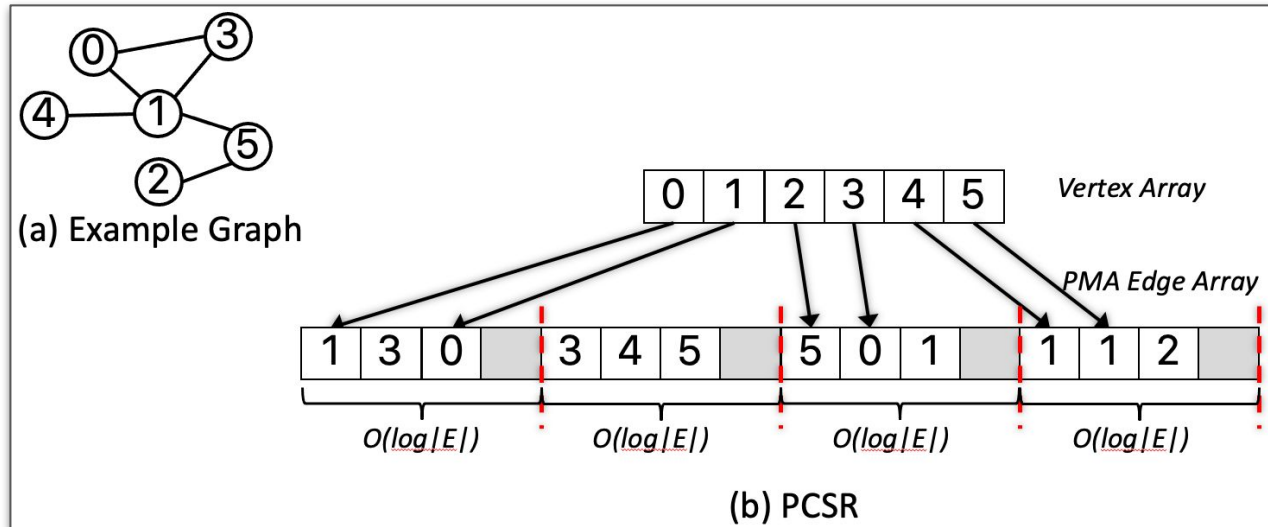 0 3
4 1
5
2
(a) Example Graph
0 1 2 3 4 5 Vertex Array
PMA Edge Array
1 3 0 3 4 5 5 0 1 1 1 2
O(log|E|) O(log|E|) O(log|E|) O(log|E|)
(b) PCSR